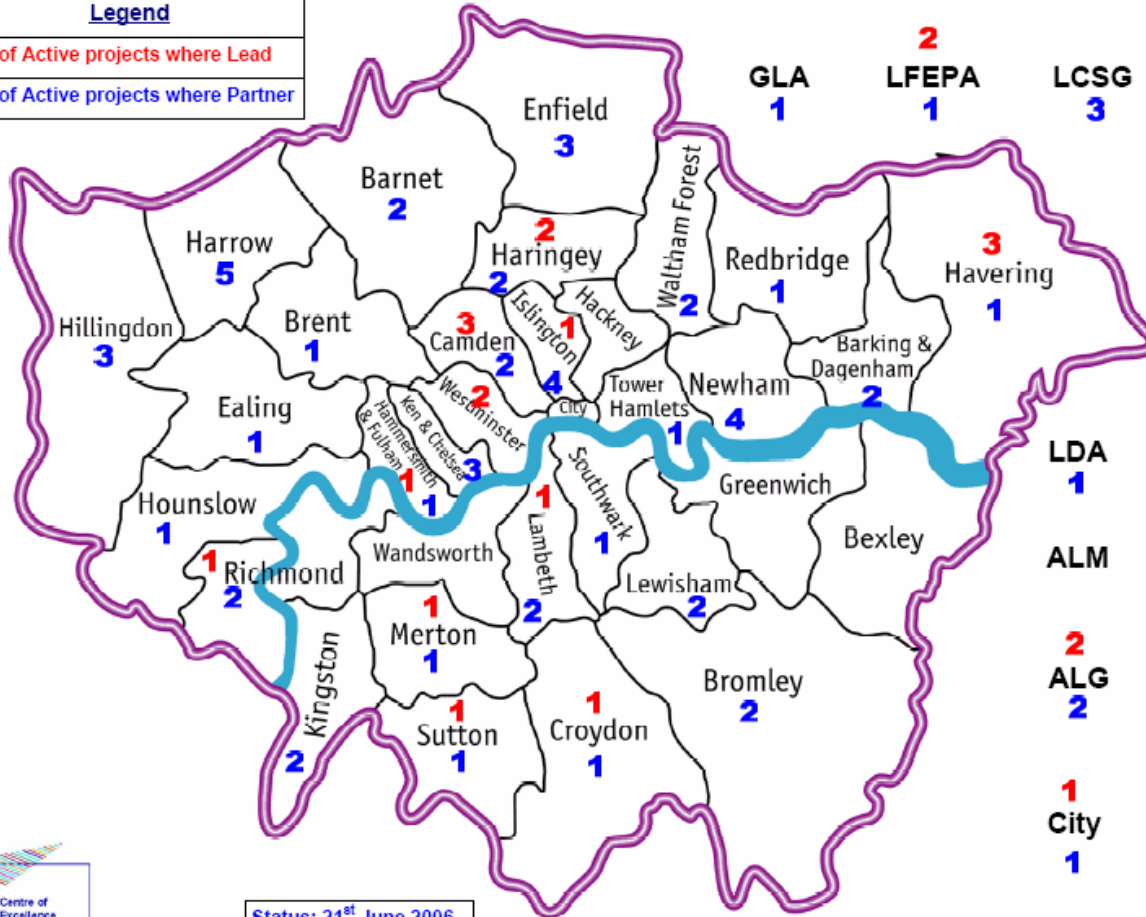 Legend
of Active projects where Lead
of Active projects where Partner
2
GLA
LFEPA
LCSG
1
1
3
Enfield
3
Barnet
2
Harrow
5
2
Haringey
2
Waltham Forest
2
Redbridge
1
3
Havering
1
Hillingdon
3
Brent
1
3
Camden
2
Islington
1
4
Hackney
Barking &
Dagenham
2
Ealing
1
2
Westminster
City
Tower
Hamlets
1
Newham
4
Hammersmith
& Fulham
1
1
Ken & Chelsea
3
Hounslow
1
1
Richmond
2
Wandsworth
1
Lambeth
2
Southwark
1
Greenwich
Lewisham
2
Bexley
LDA
1
ALM
1
Merton
1
Kingston
2
1
Sutton
1
1
Croydon
1
Bromley
2
2
ALG
2
1
City
1
Centre of
Excellence
Status: 21st June 2006